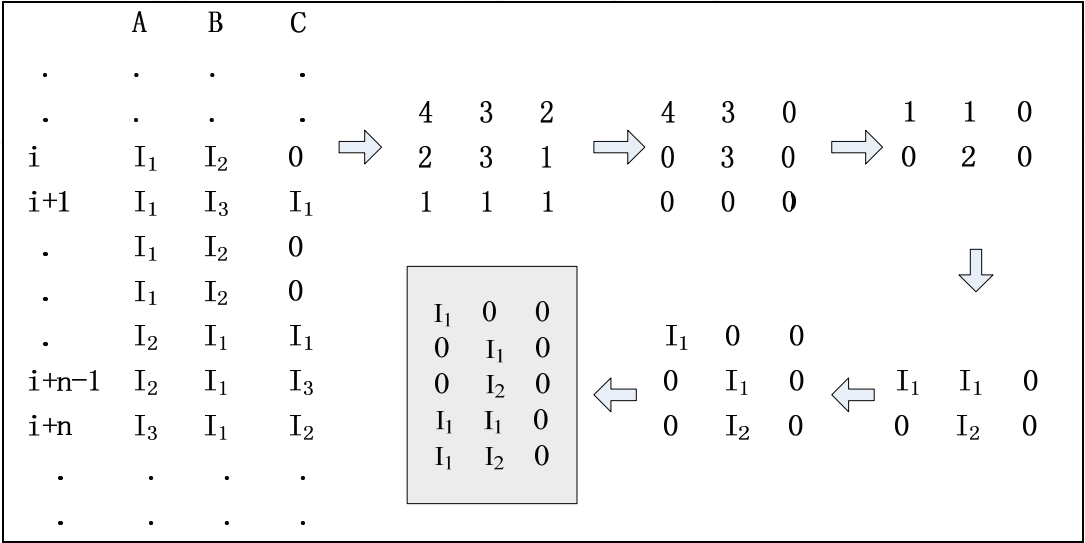 A B C
. . . .
. . . .
i I₁ I₂ 0
i+1 I₁ I₃ I₁
. I₁ I₂ 0
. I₁ I₂ 0
. I₂ I₁ I₁
i+n-1 I₂ I₁ I₃
i+n I₃ I₁ I₂
. . . .
. . . .
4 3 2
2 3 1
1 1 1
4 3 0
0 3 0
0 0 0
1 1 0
0 2 0
I₁ I₁ 0
0 I₂ 0
I₁ 0 0
0 I₁ 0
0 I₂ 0
I₁ 0 0
0 I₁ 0
0 I₂ 0
I₁ I₁ 0
I₁ I₂ 0